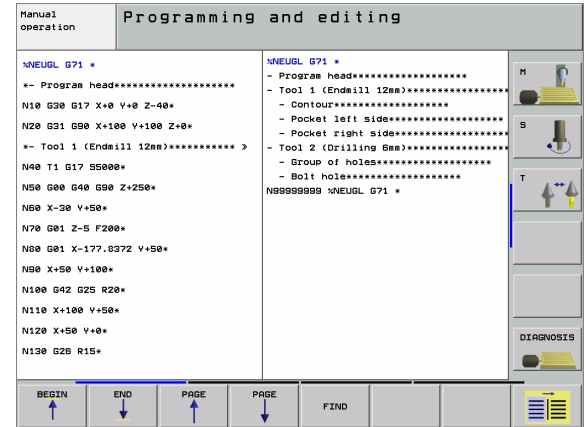 Manual
operation
Programming and editing
%NEUGL G71 *
*- Program head********************
N10 G30 G17 X+0 Y+0 Z-40*
N20 G31 G90 X+100 Y+100 Z+0*
*- Tool 1 (Endmill 12mm)*********** »
N40 T1 G17 S5000*
N50 G00 G40 G90 Z+250*
N60 X-30 Y+50*
N70 G01 Z-5 F200*
N80 G01 X-177.8372 Y+50*
N90 X+50 Y+100*
N100 G42 G25 R20*
N110 X+100 Y+50*
N120 X+50 Y+0*
N130 G26 R15*
%NEUGL G71 *
- Program head*******************
- Tool 1 (Endmill 12mm)*****************
- Contour*******************
- Pocket left side*******************
- Pocket right side*******************
- Tool 2 (Drilling 6mm)*****************
- Group of holes*******************
- Bolt hole*******************
N99999999 %NEUGL G71 *
M
S
T
DIAGNOSIS
BEGIN
END
PAGE
PAGE
FIND